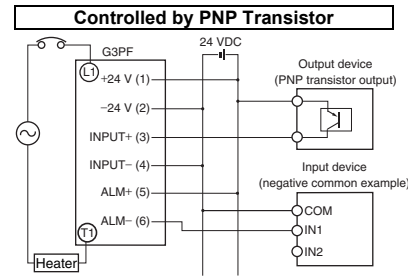 Controlled by PNP Transistor
24 VDC
G3PF
L1
+24 V (1)
−24 V (2)
INPUT+ (3)
INPUT− (4)
ALM+ (5)
ALM− (6)
T1
Heater
Output device
(PNP transistor output)
Input device
(negative common example)
COM
IN1
IN2